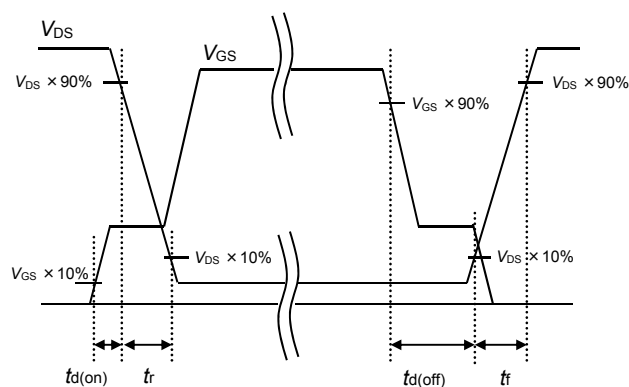 VDS
VGS
VDS × 90%
VGS × 90%
VDS × 90%
VGS × 10%
VDS × 10%
VDS × 10%
td(on)
tr
td(off)
tf